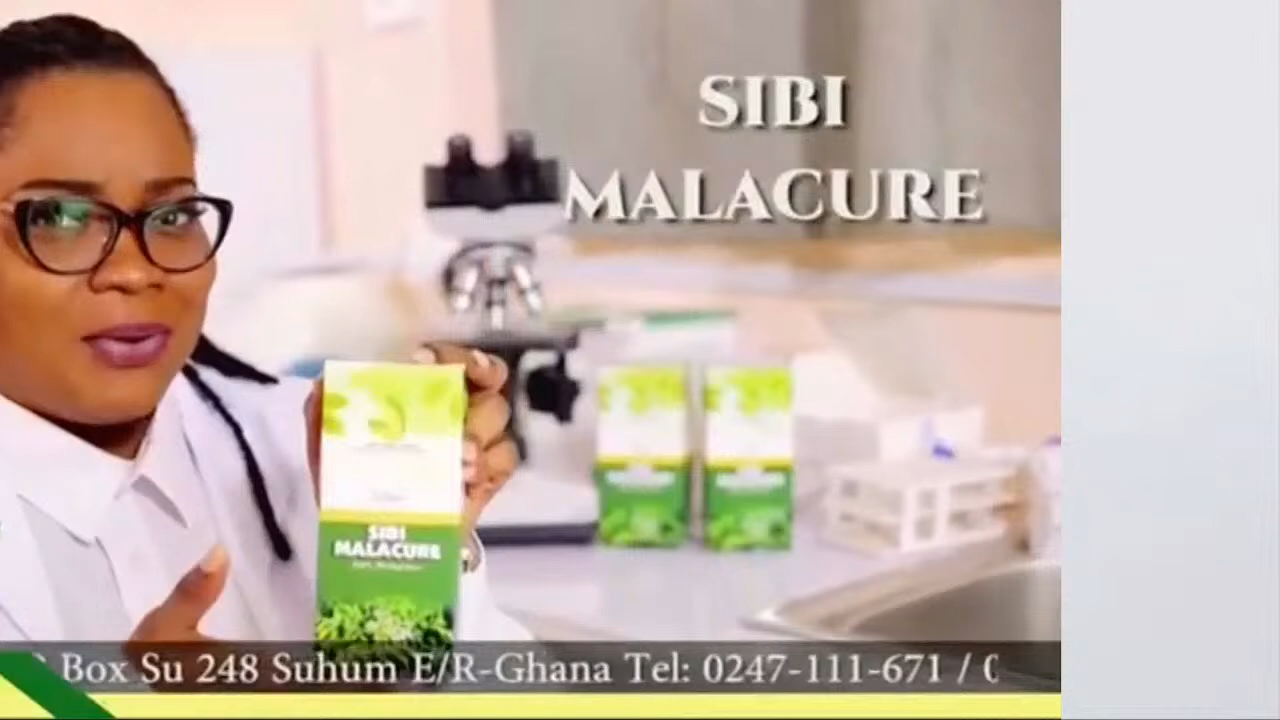 SIBI
MALACURE
SIBI
MALACURE
Box Su 248 Suhum E/R-Ghana Tel: 0247-111-671 /